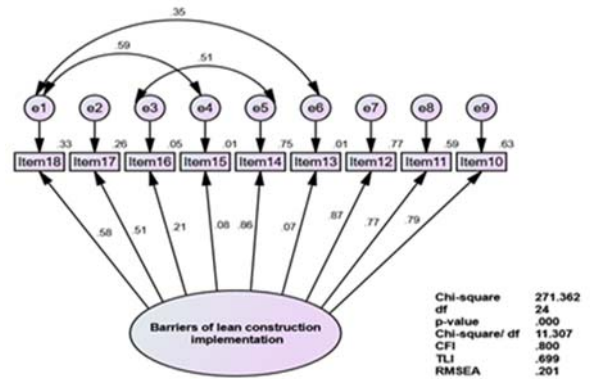 .35
.59
.51
e1 e2 e3 e4 e5 e6 e7 e8 e9
.33 .26 .05 .01 .75 .01 .77 .59 .63
Item18 Item17 Item16 Item15 Item14 Item13 Item12 Item11 Item10
.58 .51 .21 .08 .86 .07 .87 .77 .79
Barriers of lean construction
implementation
Chi-square 271.362
df 24
p-value .000
Chi-square/ df 11.307
CFI .800
TLI .699
RMSEA .201